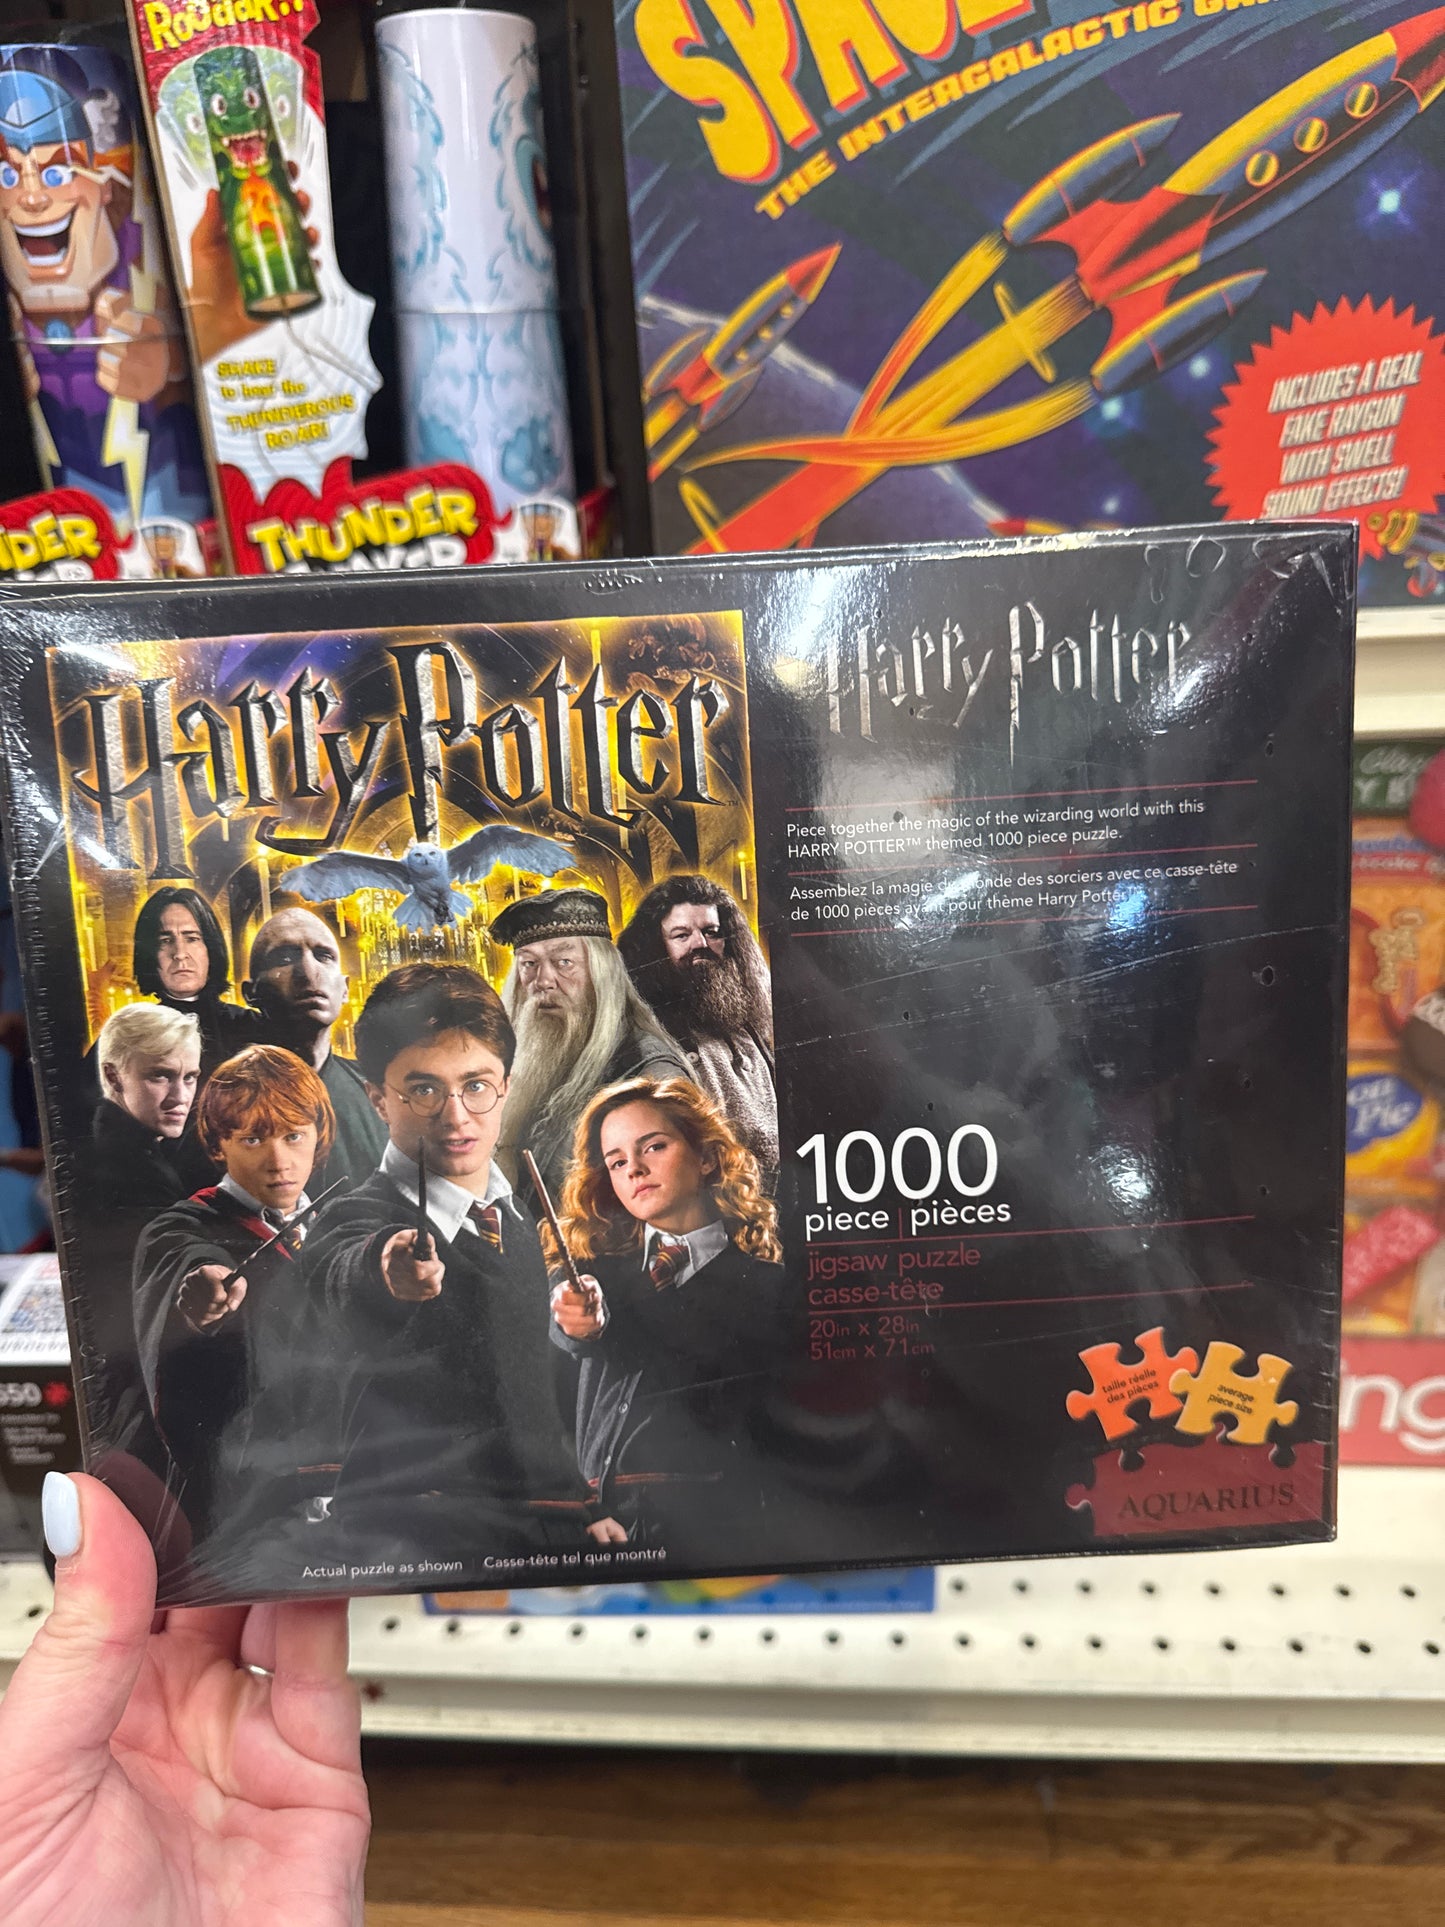 RoOoaR!!
SHAKE
to hear the
THUNDEROUS
ROAR!
THUNDER
THE INTERGALACTIC
INCLUDES A REAL
FAKE RAYGUN
WITH SWELL
SOUND EFFECTS!
Harry Potter
Harry Potter
Piece together the magic of the wizarding world with this
HARRY POTTER™ themed 1000 piece puzzle.
Assemblez la magie du monde des sorciers avec ce casse-tête
de 1000 pièces ayant pour thème Harry Potter
1000
piece | pièces
jigsaw puzzle
casse-tête
20in x 28in
51cm x 71cm
taille réelle
des pièces
average
piece size
AQUARIUS
Actual puzzle as shown | Casse-tête tel que montré
Pie